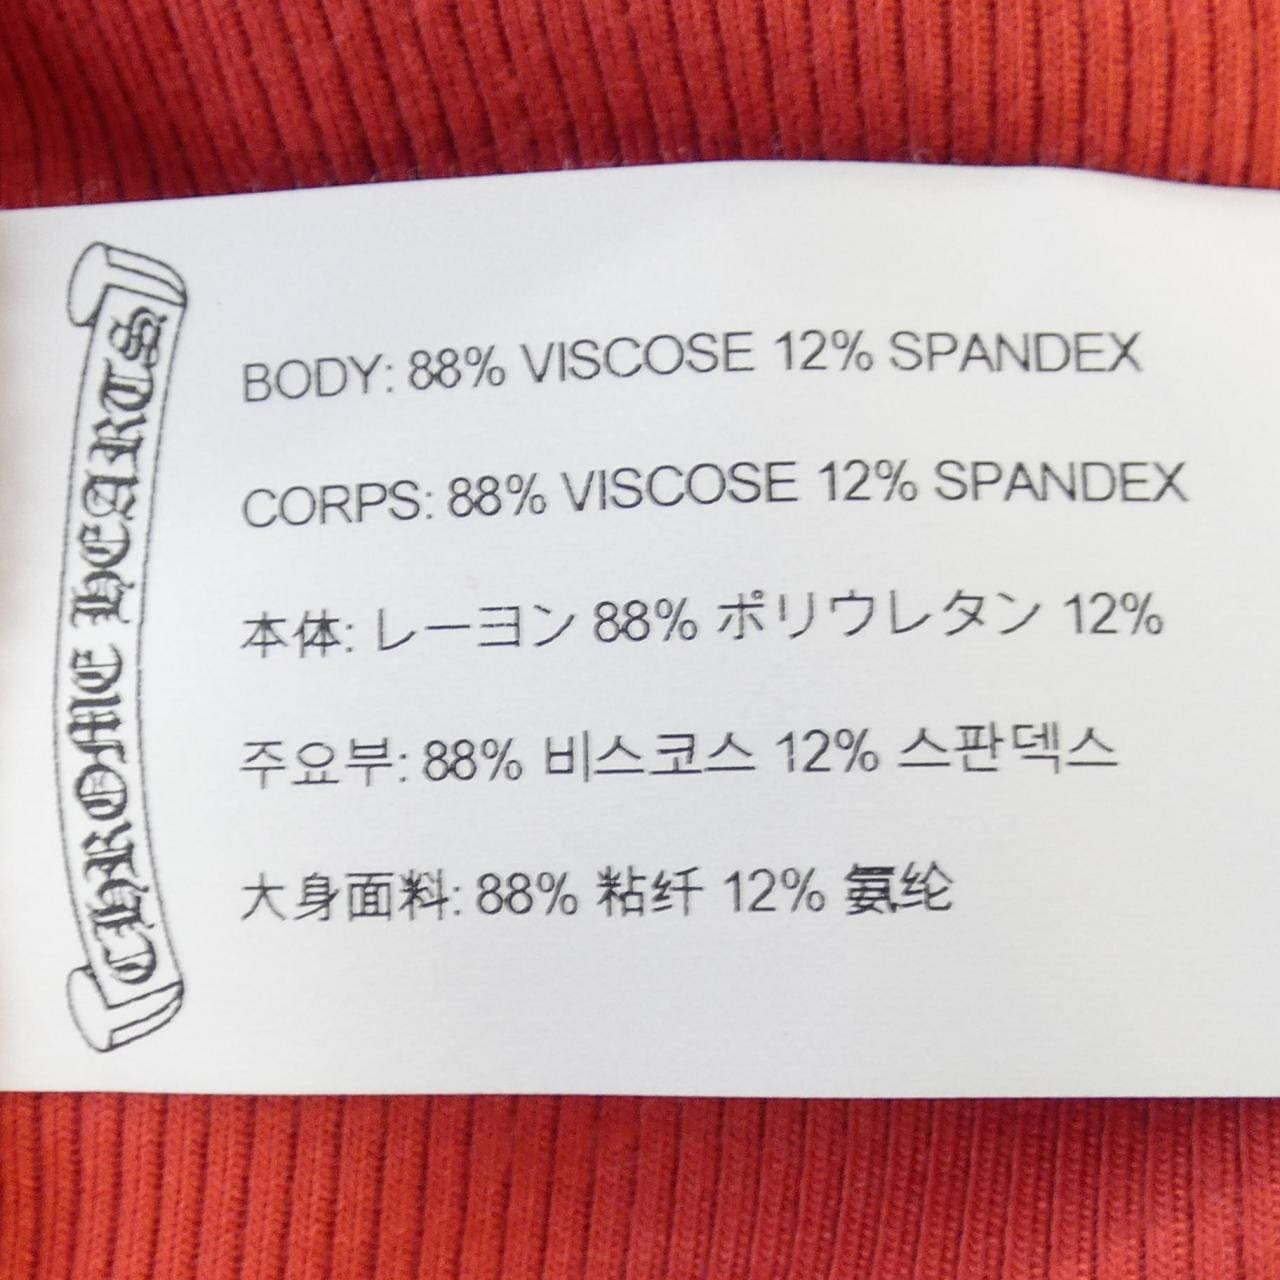 CHROME HEARTS
BODY: 88% VISCOSE 12% SPANDEX
CORPS: 88% VISCOSE 12% SPANDEX
本体: レーヨン 88% ポリウレタン 12%
주요부: 88% 비스코스 12% 스판덱스
大身面料: 88% 粘纤 12% 氨纶